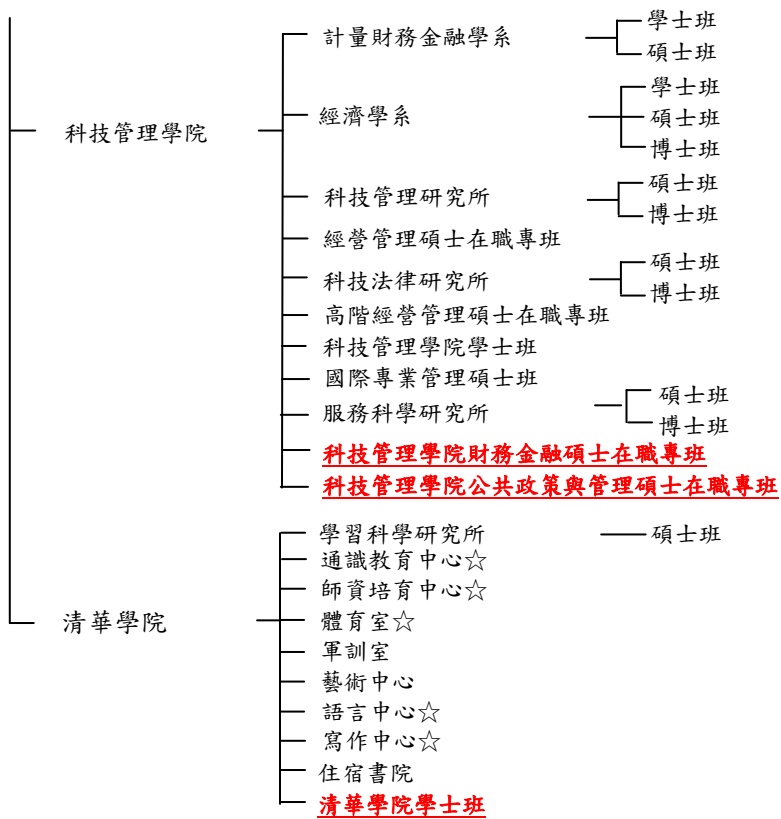 科技管理學院
計量財務金融學系
學士班
碩士班
經濟學系
學士班
碩士班
博士班
科技管理研究所
碩士班
博士班
經營管理碩士在職專班
科技法律研究所
碩士班
博士班
高階經營管理碩士在職專班
科技管理學院學士班
國際專業管理碩士班
服務科學研究所
碩士班
博士班
科技管理學院財務金融碩士在職專班
科技管理學院公共政策與管理碩士在職專班
清華學院
學習科學研究所
碩士班
通識教育中心☆
師資培育中心☆
體育室☆
軍訓室
藝術中心
語言中心☆
寫作中心☆
住宿書院
清華學院學士班